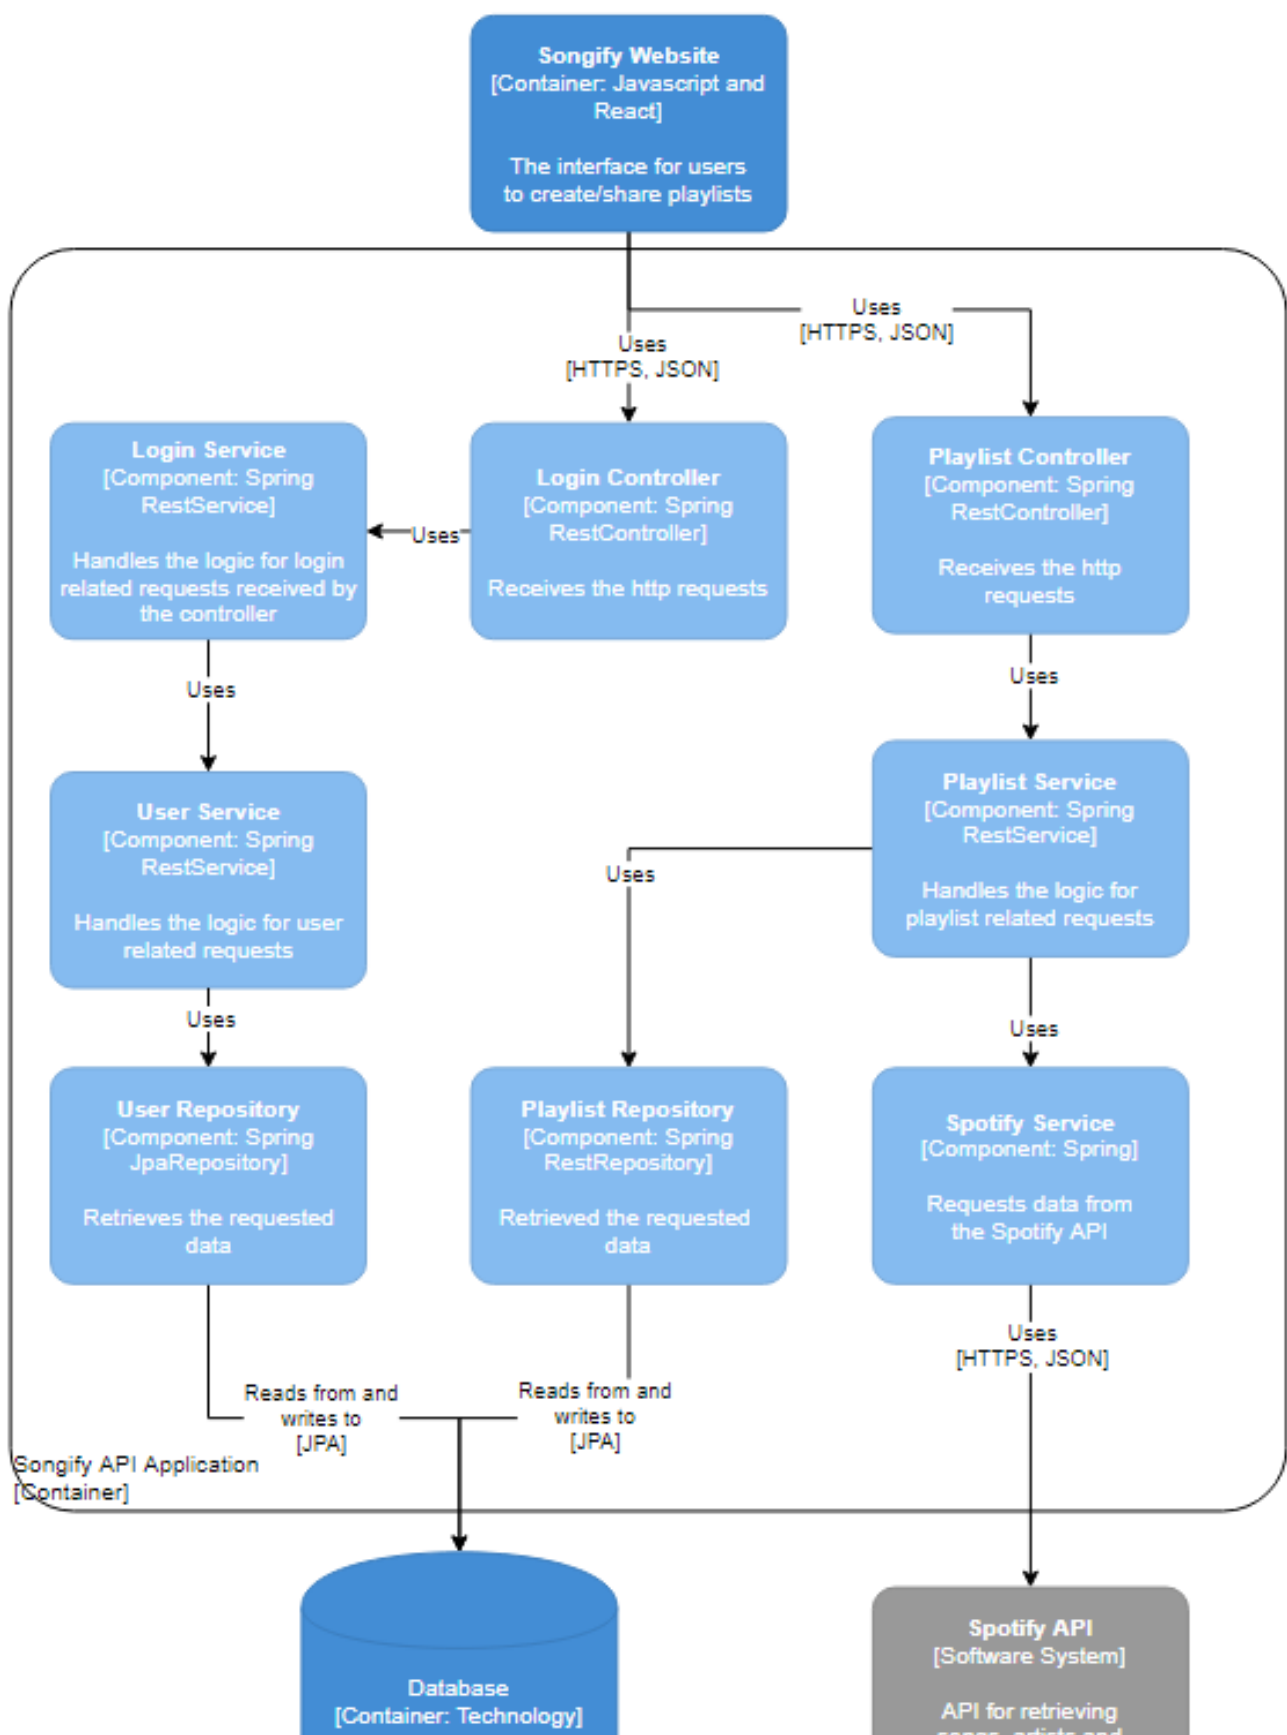 Songify Website
[Container: Javascript and
React]
The interface for users
to create/share playlists
Uses
[HTTPS, JSON]
Uses
[HTTPS, JSON]
Login Service
[Component: Spring
RestService]
Handles the logic for login
related requests received by
the controller
Uses
Login Controller
[Component: Spring
RestController]
Receives the http requests
Playlist Controller
[Component: Spring
RestController]
Receives the http
requests
Uses
Uses
User Service
[Component: Spring
RestService]
Handles the logic for user
related requests
Playlist Service
[Component: Spring
RestService]
Handles the logic for
playlist related requests
Uses
Uses
Uses
User Repository
[Component: Spring
JpaRepository]
Retrieves the requested
data
Playlist Repository
[Component: Spring
RestRepository]
Retrieved the requested
data
Spotify Service
[Component: Spring]
Requests data from
the Spotify API
Uses
[HTTPS, JSON]
Reads from and
writes to
[JPA]
Reads from and
writes to
[JPA]
Songify API Application
[Container]
Database
[Container: Technology]
Spotify API
[Software System]
API for retrieving